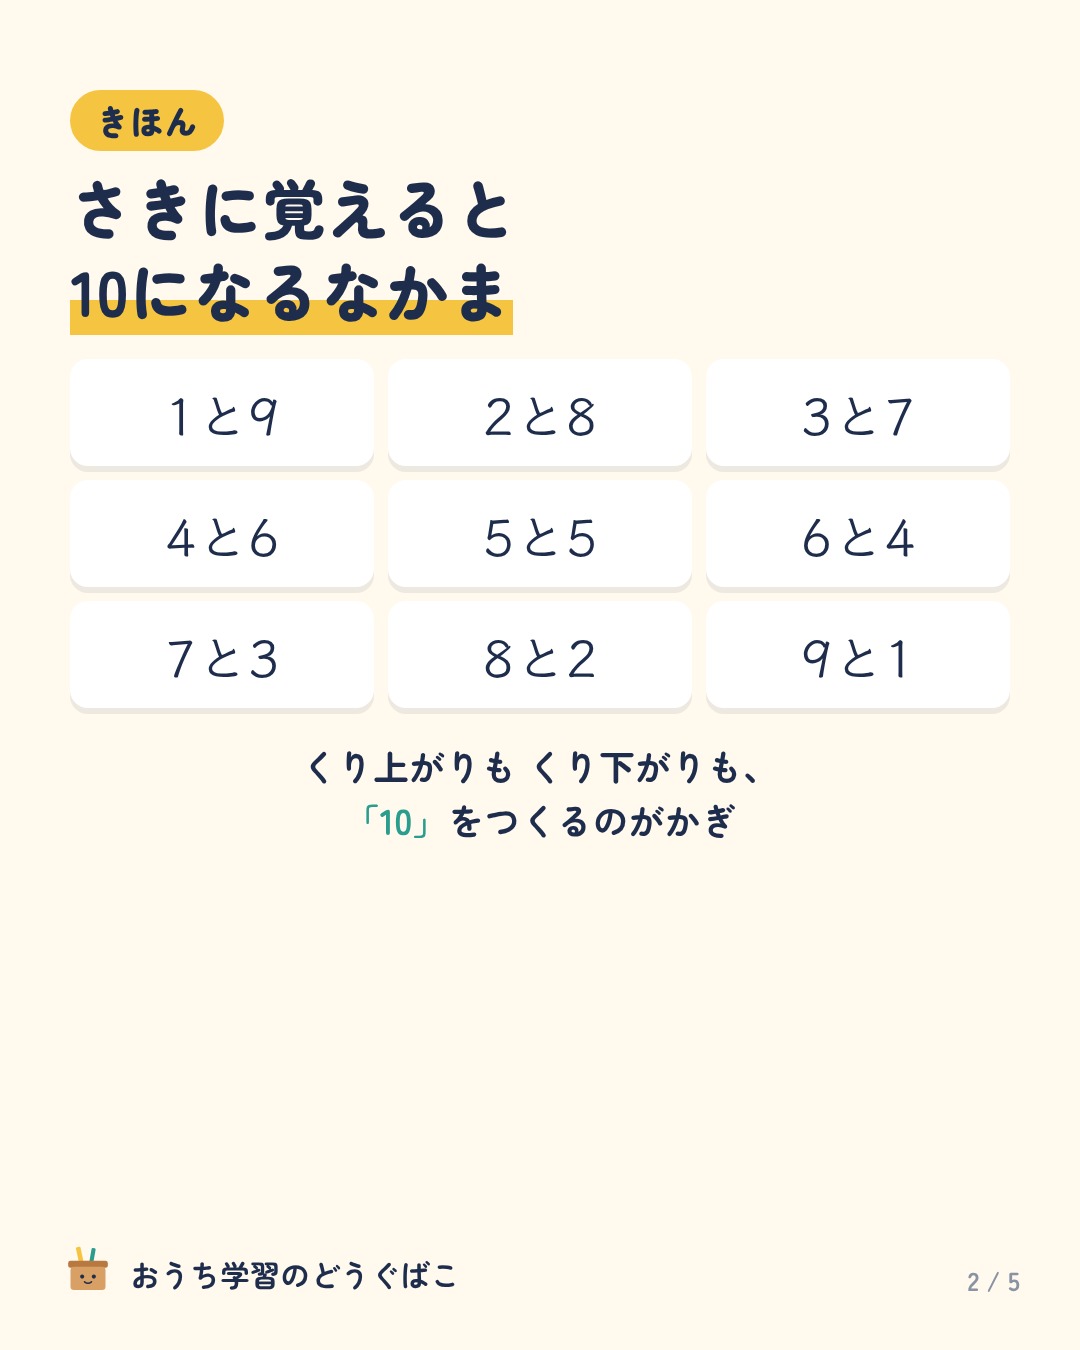 きほん
さきに覚えると
10になるなかま
1と9
2と8
3と7
4と6
5と5
6と4
7と3
8と2
9と1
くり上がりも くり下がりも、
「10」をつくるのがかぎ
おうち学習のどうぐばこ
2 / 5